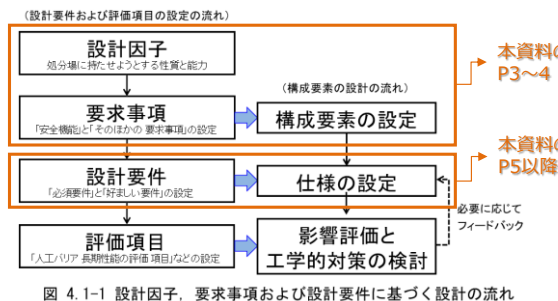 (設計要件および評価項目の設定の流れ)
設計因子
処分場に持たせようとする性質と能力
本資料の
P3～4
(構成要素の設計の流れ)
要求事項
「安全機能」と「そのほかの 要求事項」の設定
構成要素の設定
本資料の
P5以降
設計要件
「必須要件」と「好ましい要件」の設定
仕様の設定
必要に応じて
フィードバック
評価項目
「人工バリア 長期性能の評価 項目」などの設定
影響評価と
工学的対策の検討
図 4.1-1 設計因子，要求事項および設計要件に基づく設計の流れ